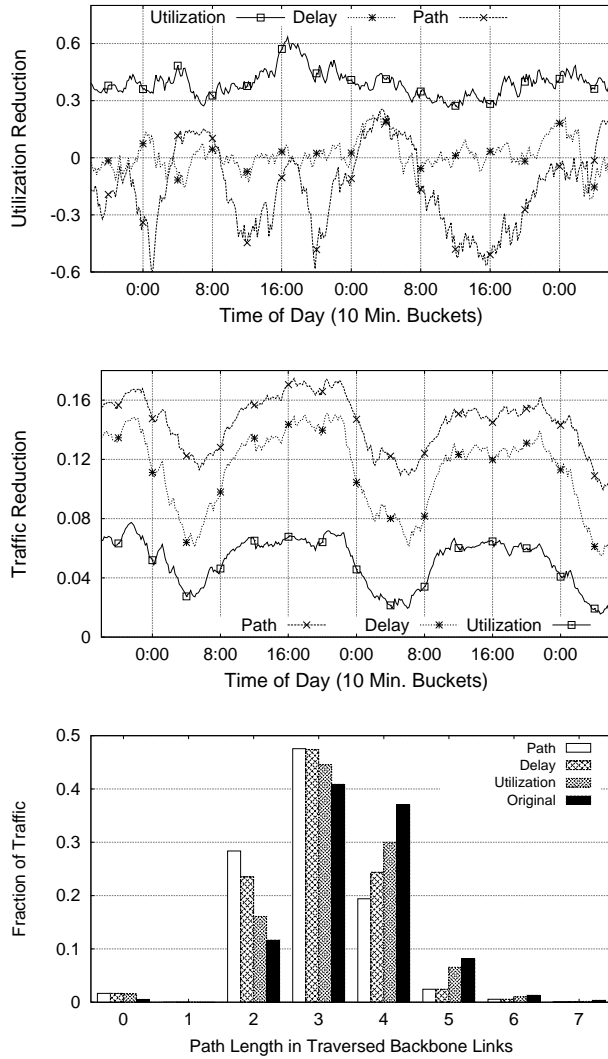 Utilization Delay Path
Utilization Reduction
0.6
0.3
0
-0.3
-0.6
0:00 8:00 16:00 0:00 8:00 16:00 0:00
Time of Day (10 Min. Buckets)
Traffic Reduction
0.16
0.12
0.08
0.04
0
Path Delay Utilization
0:00 8:00 16:00 0:00 8:00 16:00 0:00
Time of Day (10 Min. Buckets)
Fraction of Traffic
0.5
0.4
0.3
0.2
0.1
0
Path
Delay
Utilization
Original
0 1 2 3 4 5 6 7
Path Length in Traversed Backbone Links